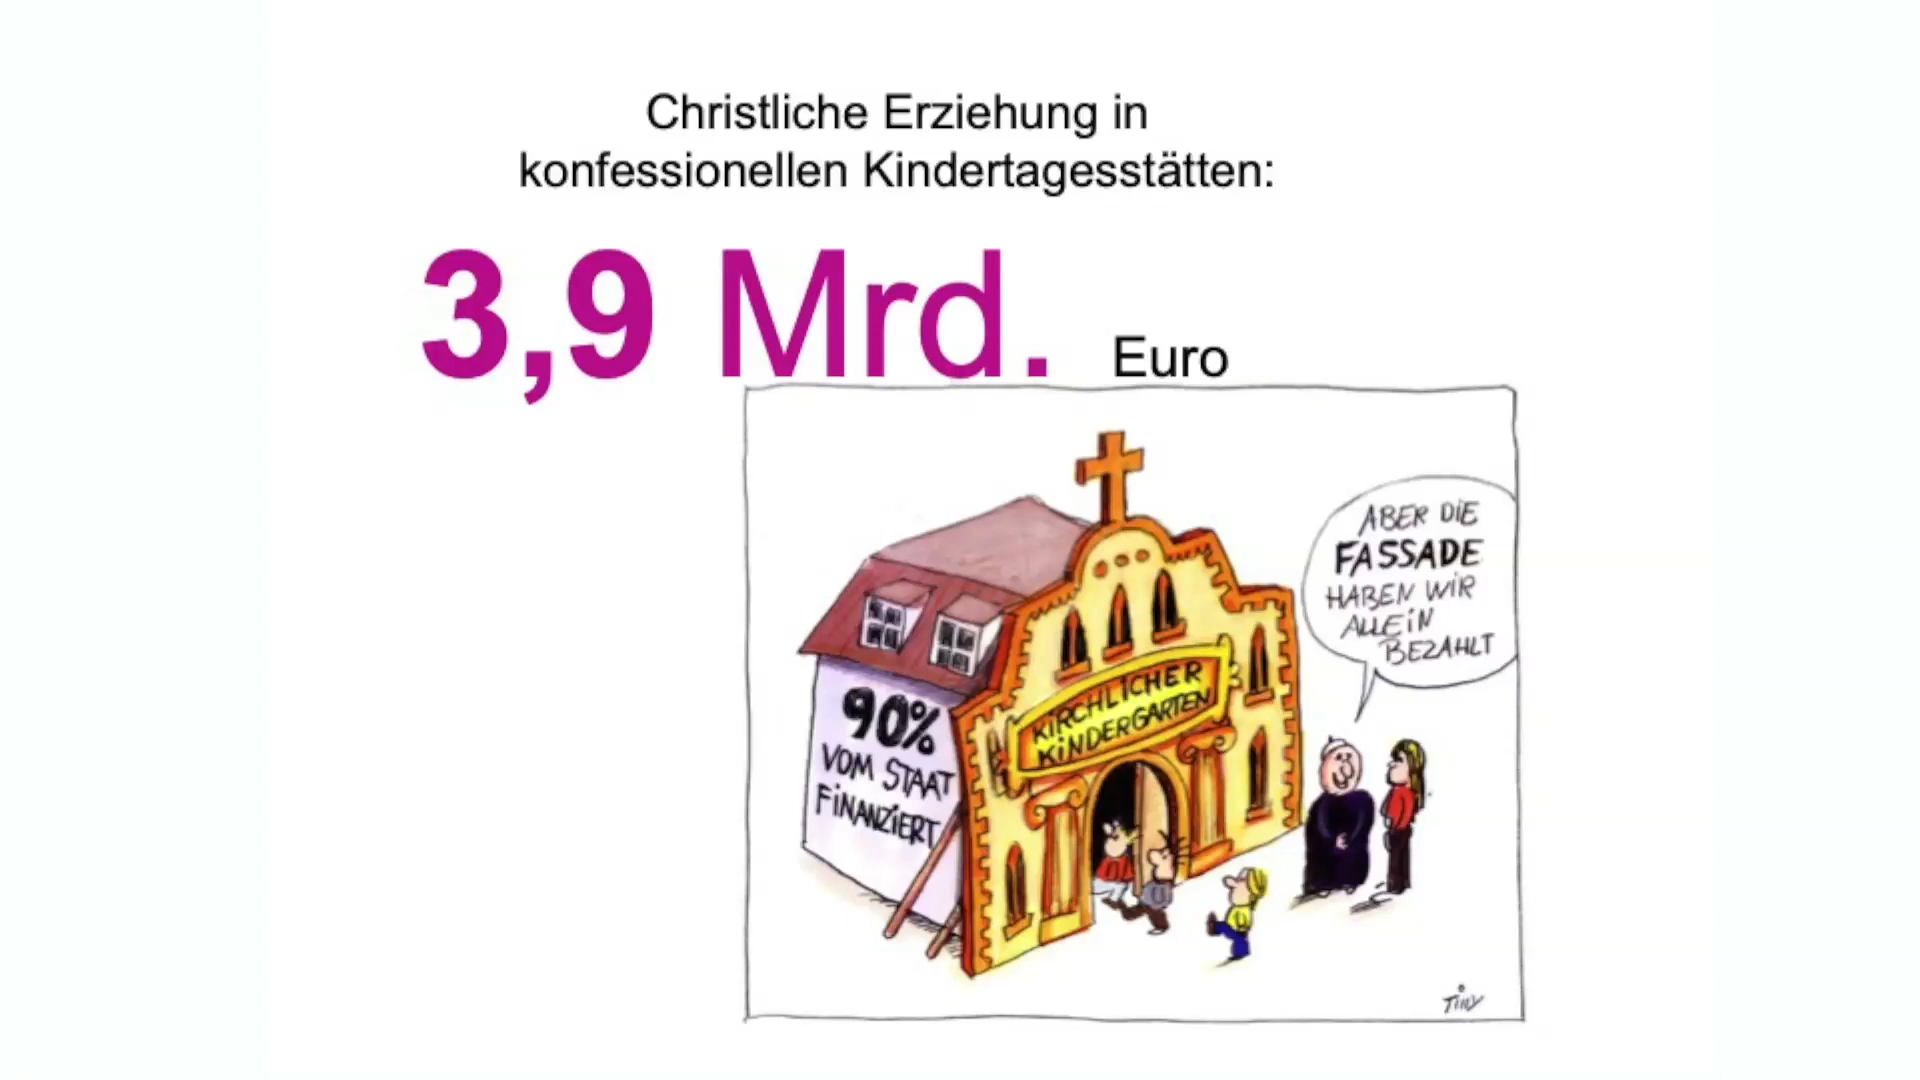 Christliche Erziehung in
konfessionellen Kindertagesstätten:
3,9 Mrd. Euro
ABER DIE
FASSADE
HABEN WIR
ALLEIN
BEZAHLT
KIRCHLICHER
KINDERGARTEN
90%
VOM STAAT
FINANZIERT
TiNY